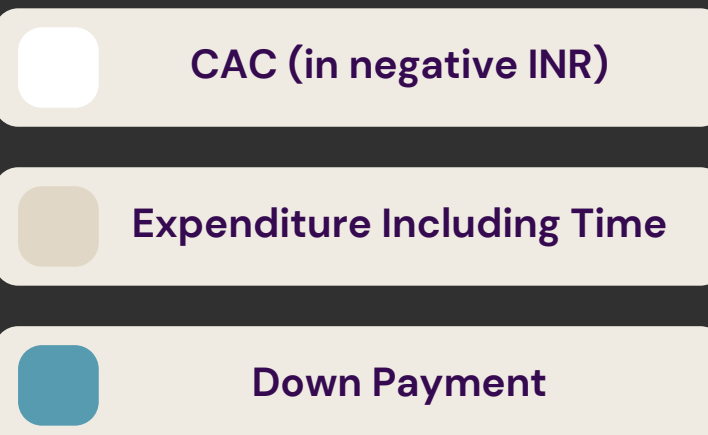 CAC (in negative INR)
Expenditure Including Time
Down Payment